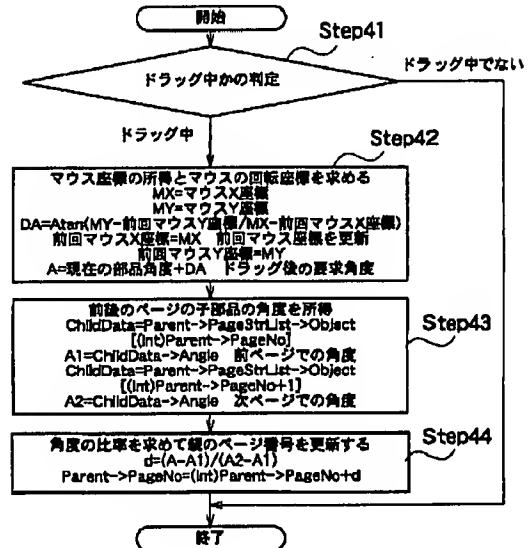 開始
Step41
ドラッグ中かの判定
ドラッグ中でない
ドラッグ中
Step42
マウス座標の所得とマウスの回転座標を求める
MX=マウスX座標
MY=マウスY座標
DA=Atan(MY-前回マウスY座標/MX-前回マウスX座標)
前回マウスX座標=MX 前回マウス座標を更新
前回マウスY座標=MY
A=現在の部品角度+DA ドラッグ後の要求角度
Step43
前後のページの子部品の角度を所得
ChildData=Parent->PageStrList->Object
[(int)Parent->PageNo]
A1=ChildData->Angle 前ページでの角度
ChildData=Parent->PageStrList->Object
[(int)Parent->PageNo+1]
A2=ChildData->Angle 次ページでの角度
Step44
角度の比率を求めて親のページ番号を更新する
d=(A-A1)/(A2-A1)
Parent->PageNo=(int)Parent->PageNo+d
終了